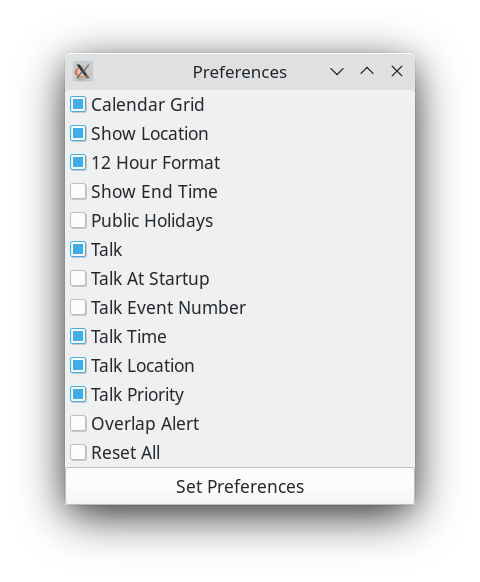 Preferences
Calendar Grid
Show Location
12 Hour Format
Show End Time
Public Holidays
Talk
Talk At Startup
Talk Event Number
Talk Time
Talk Location
Talk Priority
Overlap Alert
Reset All
Set Preferences